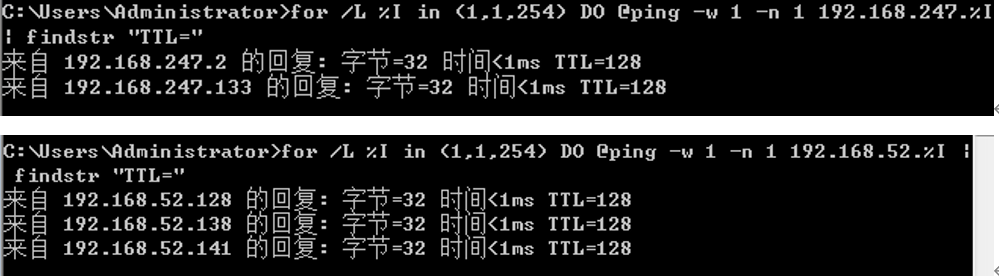 C:\Users\Administrator>for /L %I in (1,1,254) DO @ping -w 1 -n 1 192.168.247.%I
| findstr "TTL="
来自 192.168.247.2 的回复: 字节=32 时间<1ms TTL=128
来自 192.168.247.133 的回复: 字节=32 时间<1ms TTL=128
C:\Users\Administrator>for /L %I in (1,1,254) DO @ping -w 1 -n 1 192.168.52.%I |
findstr "TTL="
来自 192.168.52.128 的回复: 字节=32 时间<1ms TTL=128
来自 192.168.52.138 的回复: 字节=32 时间<1ms TTL=128
来自 192.168.52.141 的回复: 字节=32 时间<1ms TTL=128